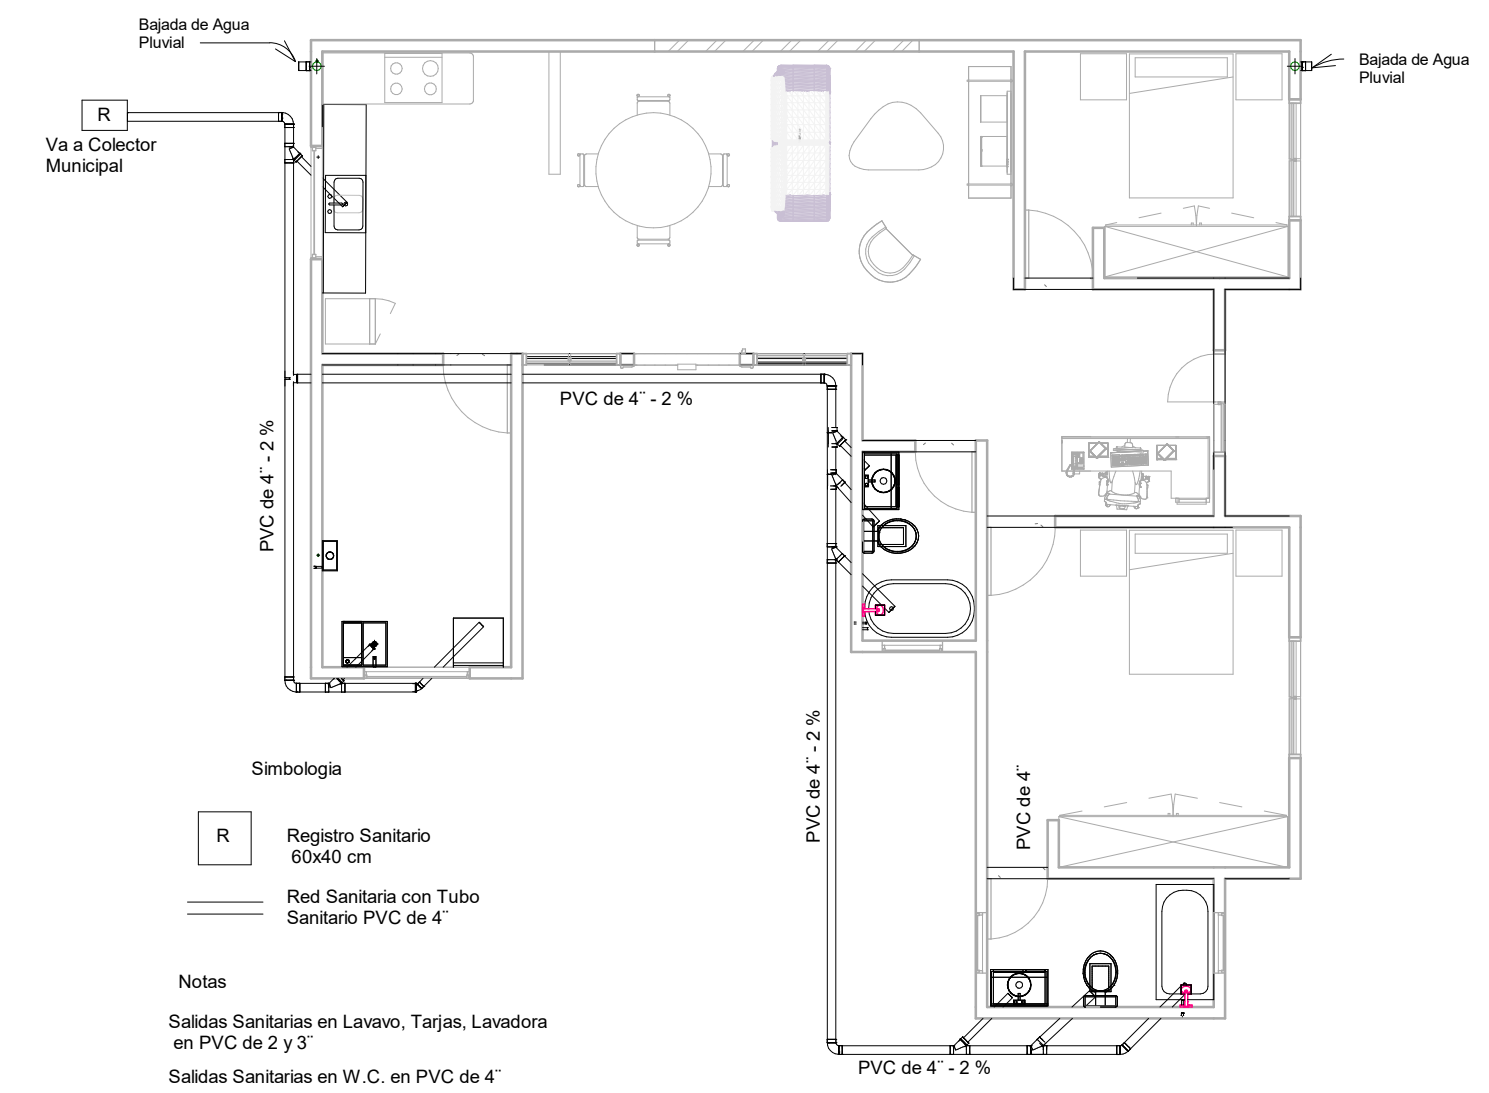 Bajada de Agua
Pluvial
Bajada de Agua
Pluvial
R
Va a Colector
Municipal
PVC de 4¨ - 2 %
PVC de 4¨ - 2 %
PVC de 4¨ - 2 %
PVC de 4¨
PVC de 4¨ - 2 %
Simbologia
R
Registro Sanitario
60x40 cm
Red Sanitaria con Tubo
Sanitario PVC de 4¨
Notas
Salidas Sanitarias en Lavavo, Tarjas, Lavadora
en PVC de 2 y 3¨
Salidas Sanitarias en W.C. en PVC de 4¨